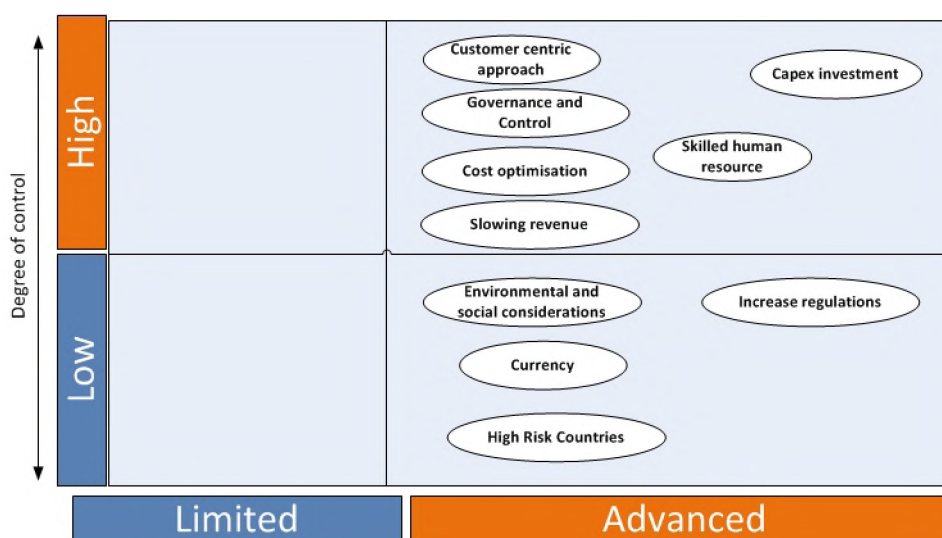 Degree of control
High
Customer centric
approach
Capex investment
Governance and
Control
Skilled human
resource
Cost optimisation
Slowing revenue
Low
Environmental and
social considerations
Increase regulations
Currency
High Risk Countries
Limited
Advanced